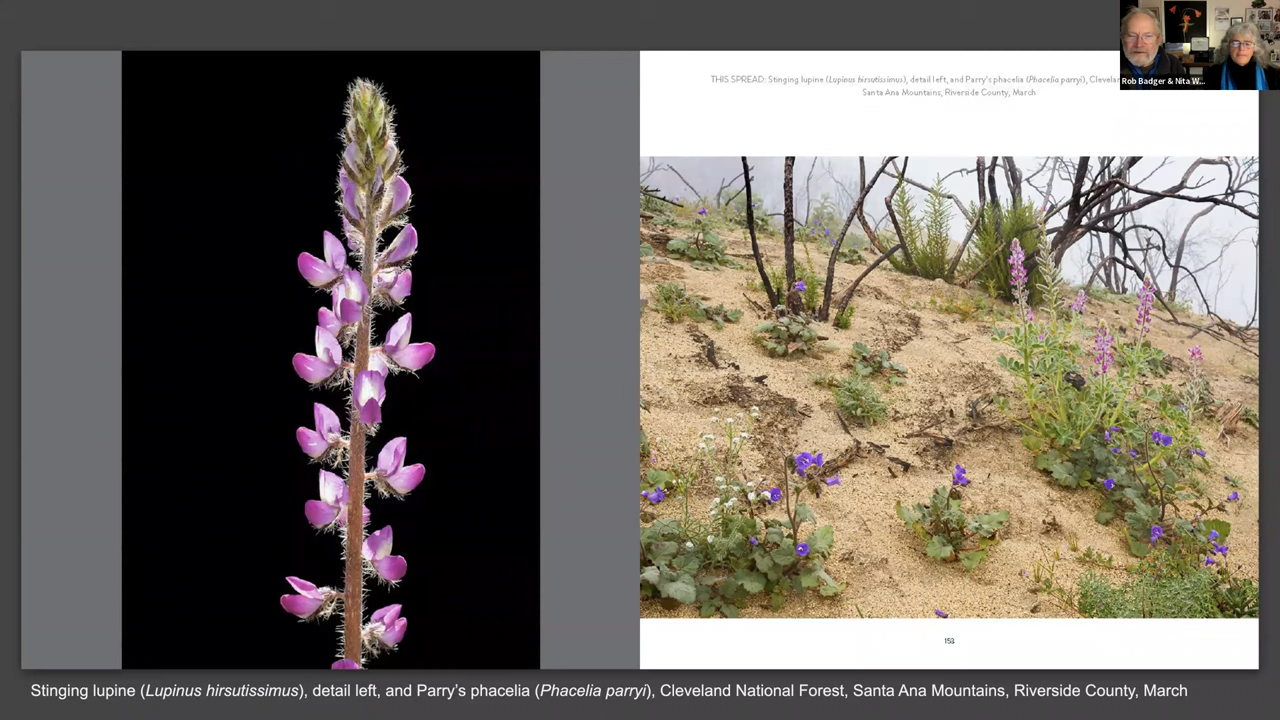 Rob Badger & Nita W...
THIS SPREAD: Stinging lupine (Lupinus hirsutissimus), detail left, and Parry's phacelia (Phacelia parryi),
Santa Ana Mountains, Riverside County, March
153
Stinging lupine (Lupinus hirsutissimus), detail left, and Parry's phacelia (Phacelia parryi), Cleveland National Forest, Santa Ana Mountains, Riverside County, March